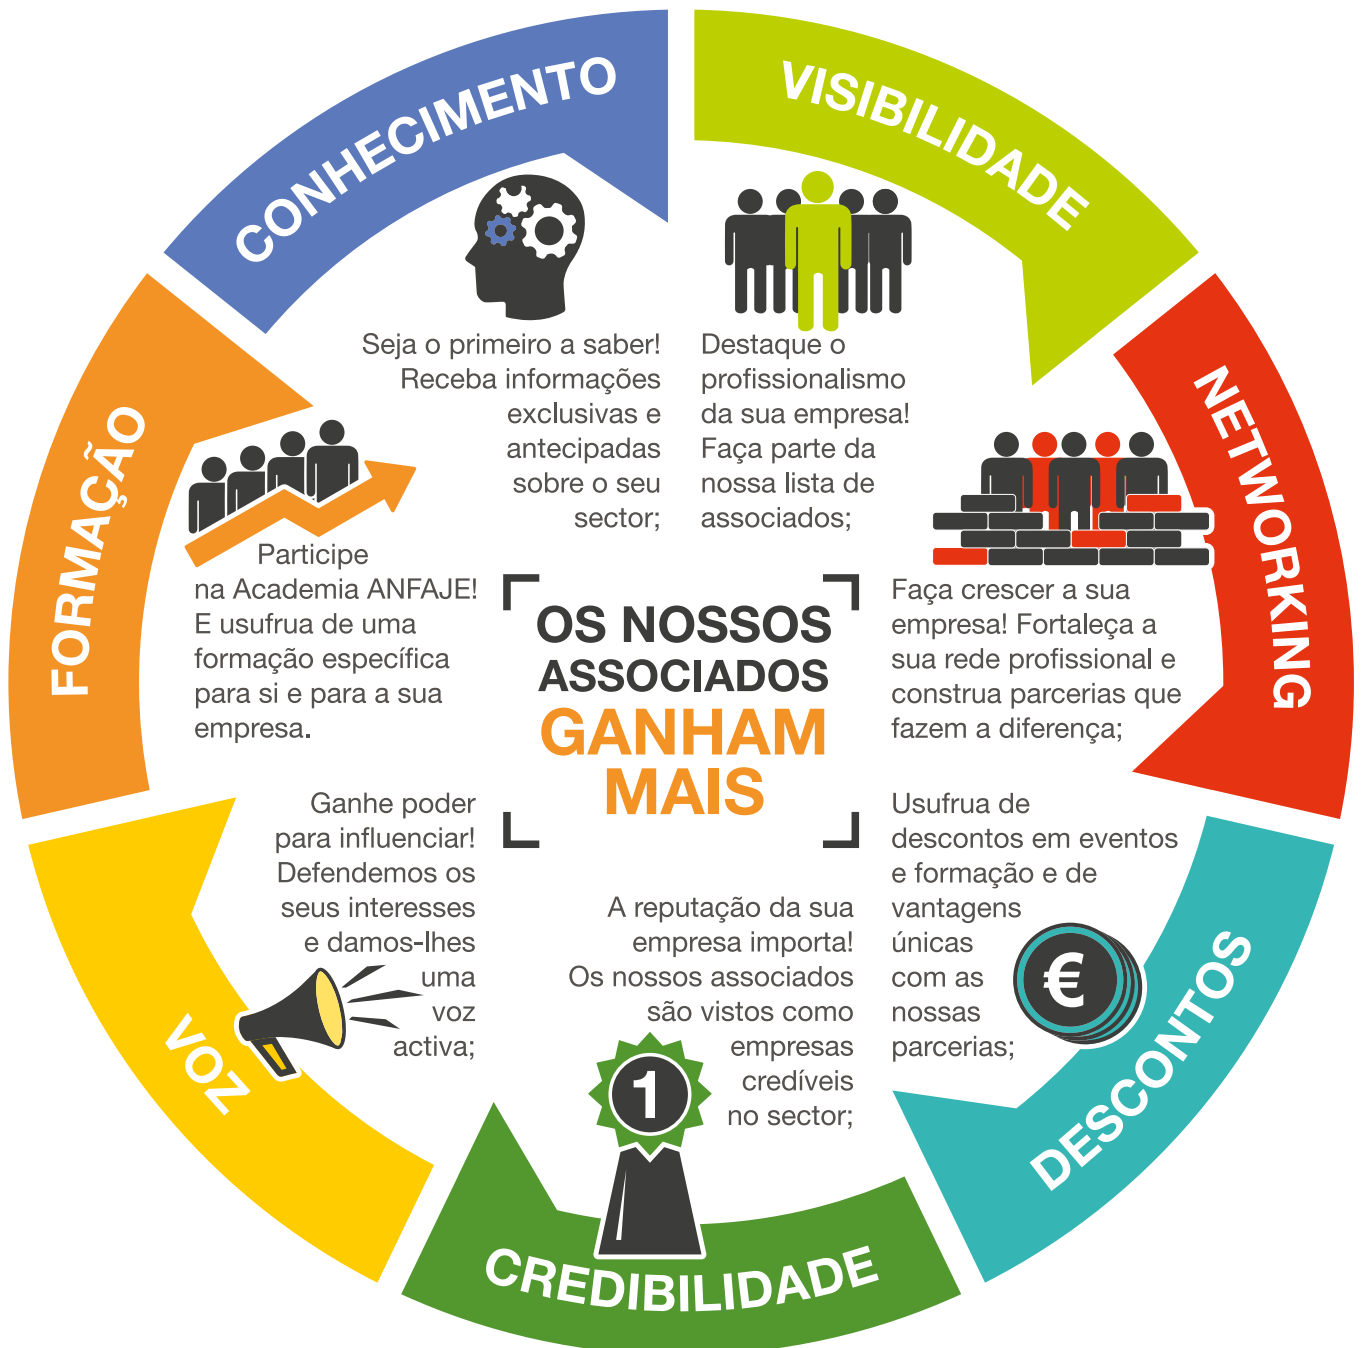 CONHECIMENTO
Seja o primeiro a saber!
Receba informações
exclusivas e
antecipadas
sobre o seu
sector;
VISIBILIDADE
Destaque o
profissionalismo
da sua empresa!
Faça parte da
nossa lista de
associados;
NETWORKING
Faça crescer a sua
empresa! Fortaleça a
sua rede profissional e
construa parcerias que
fazem a diferença;
DESCONTOS
Usufrua de
descontos em eventos
e formação e de
vantagens
únicas
com as
nossas
parcerias;
€
CREDIBILIDADE
A reputação da sua
empresa importa!
Os nossos associados
são vistos como
empresas
credíveis
no sector;
1
VOZ
Ganhe poder
para influenciar!
Defendemos os
seus interesses
e damos-lhes
uma
voz
activa;
FORMAÇÃO
Participe
na Academia ANFAJE!
E usufrua de uma
formação específica
para si e para a sua
empresa.
OS NOSSOS
ASSOCIADOS
GANHAM
MAIS